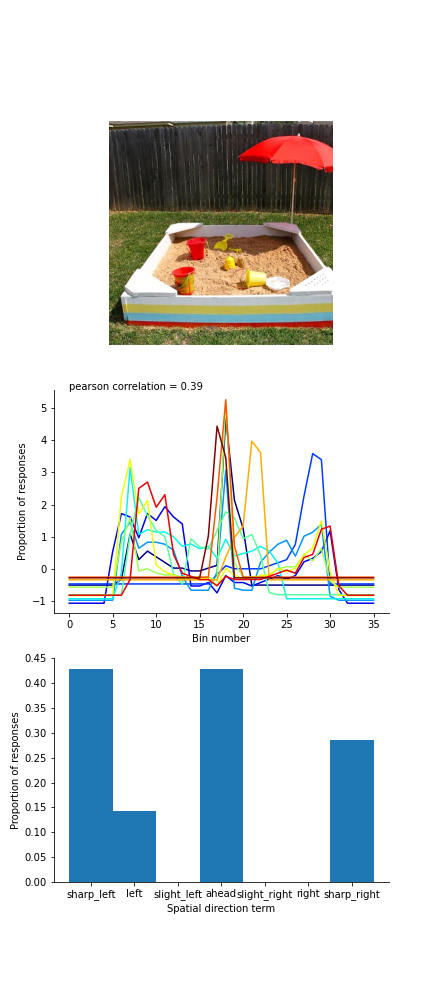 pearson correlation = 0.39
Proportion of responses
5
4
3
2
1
0
−1
0 5 10 15 20 25 30 35
Bin number
Proportion of responses
0.45
0.40
0.35
0.30
0.25
0.20
0.15
0.10
0.05
0.00
sharp_left left slight_left ahead slight_right right sharp_right
Spatial direction term